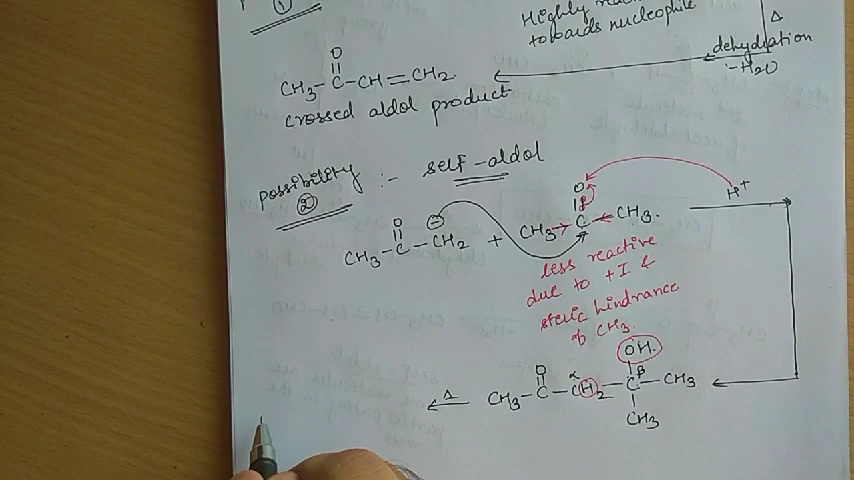 ①
Highly
towards nucleophile
Δ
dehydration
-H2O
O
CH3-C-CH=CH2.
crossed aldol product
possibility ② :- self-aldol
O
CH3-C-CH2 + CH3→C←CH3.
⊖
O
H+
less reactive
due to +I &
steric hindrance
of CH3.
OH.
O α β
CH3-C-CH2-C-CH3
CH3
Δ